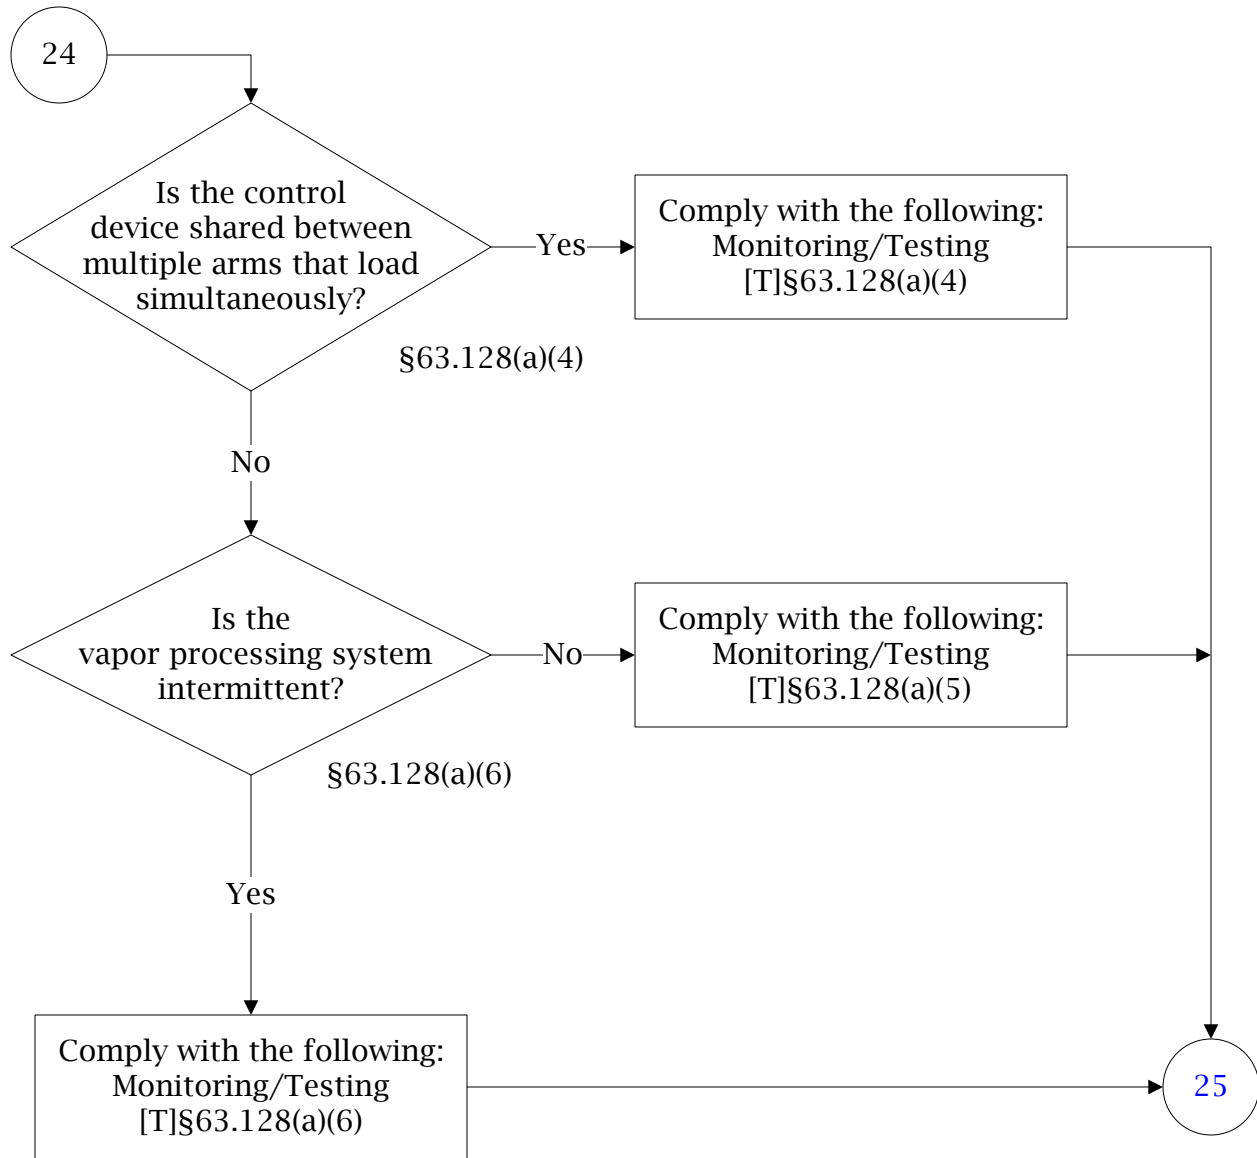 24
Is the control
device shared between
multiple arms that load
simultaneously?
Yes
Comply with the following:
Monitoring/Testing
[T]§63.128(a)(4)
§63.128(a)(4)
No
Is the
vapor processing system
intermittent?
No
Comply with the following:
Monitoring/Testing
[T]§63.128(a)(5)
§63.128(a)(6)
Yes
Comply with the following:
Monitoring/Testing
[T]§63.128(a)(6)
25